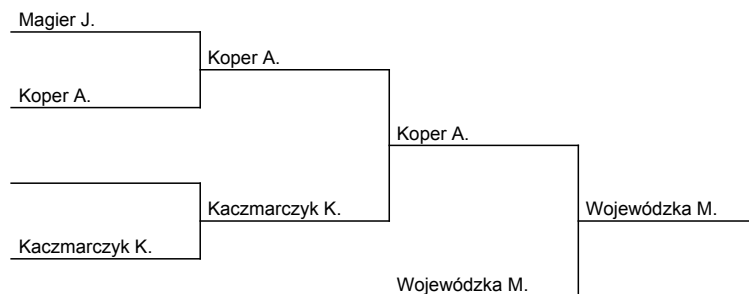 Magier J.
Koper A.
Koper A.
Koper A.
Kaczmarczyk K.
Wojewódzka M.
Kaczmarczyk K.
Wojewódzka M.